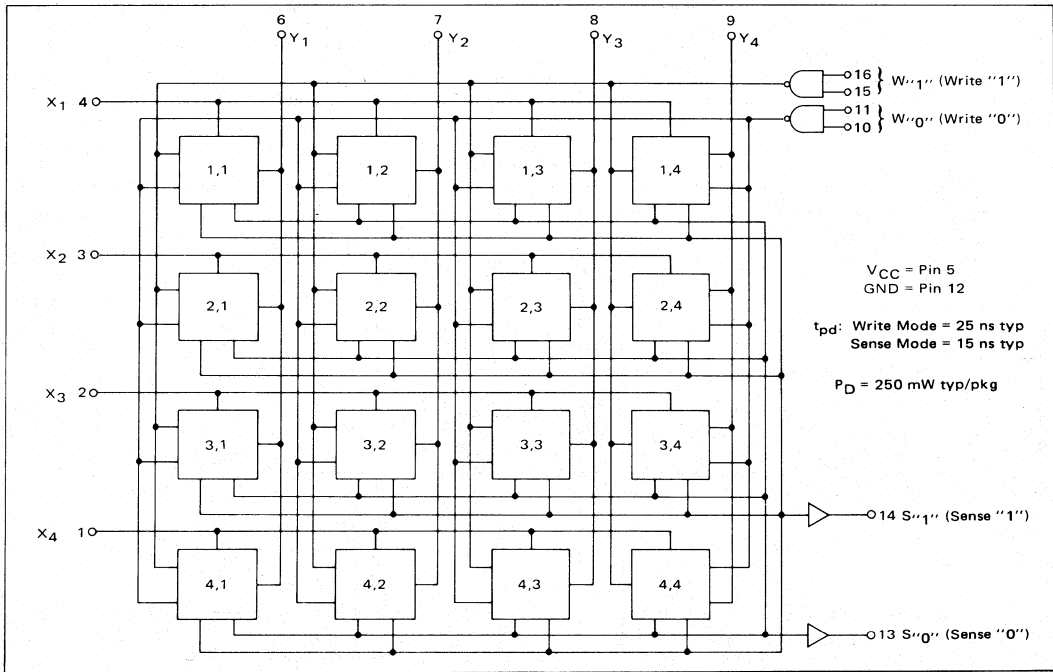 6 7 8 9
Y1 Y2 Y3 Y4
16 } W"1" (Write "1")
15
X1 4
11 } W"0" (Write "0")
10
1,1 1,2 1,3 1,4
X2 3
2,1 2,2 2,3 2,4
VCC = Pin 5
GND = Pin 12
tpd: Write Mode = 25 ns typ
Sense Mode = 15 ns typ
PD = 250 mW typ/pkg
X3 2
3,1 3,2 3,3 3,4
14 S"1" (Sense "1")
X4 1
4,1 4,2 4,3 4,4
13 S"0" (Sense "0")